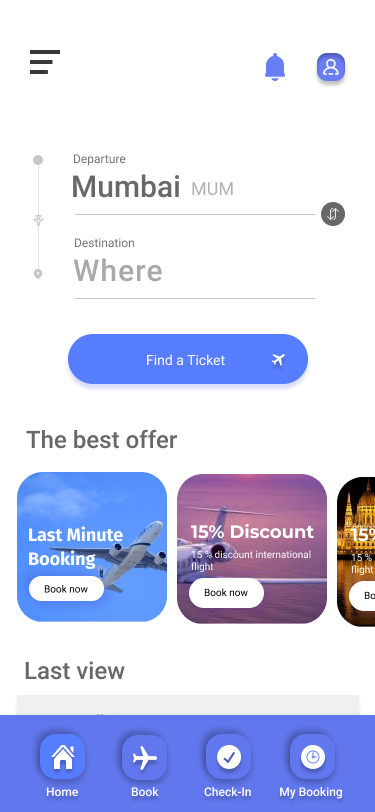 Departure
Mumbai MUM
Destination
Where
Find a Ticket
The best offer
Last Minute
Booking
Book now
15% Discount
15 % discount international
flight
Book now
15%
15 %
flight
Bo
Last view
Home
Book
Check-In
My Booking